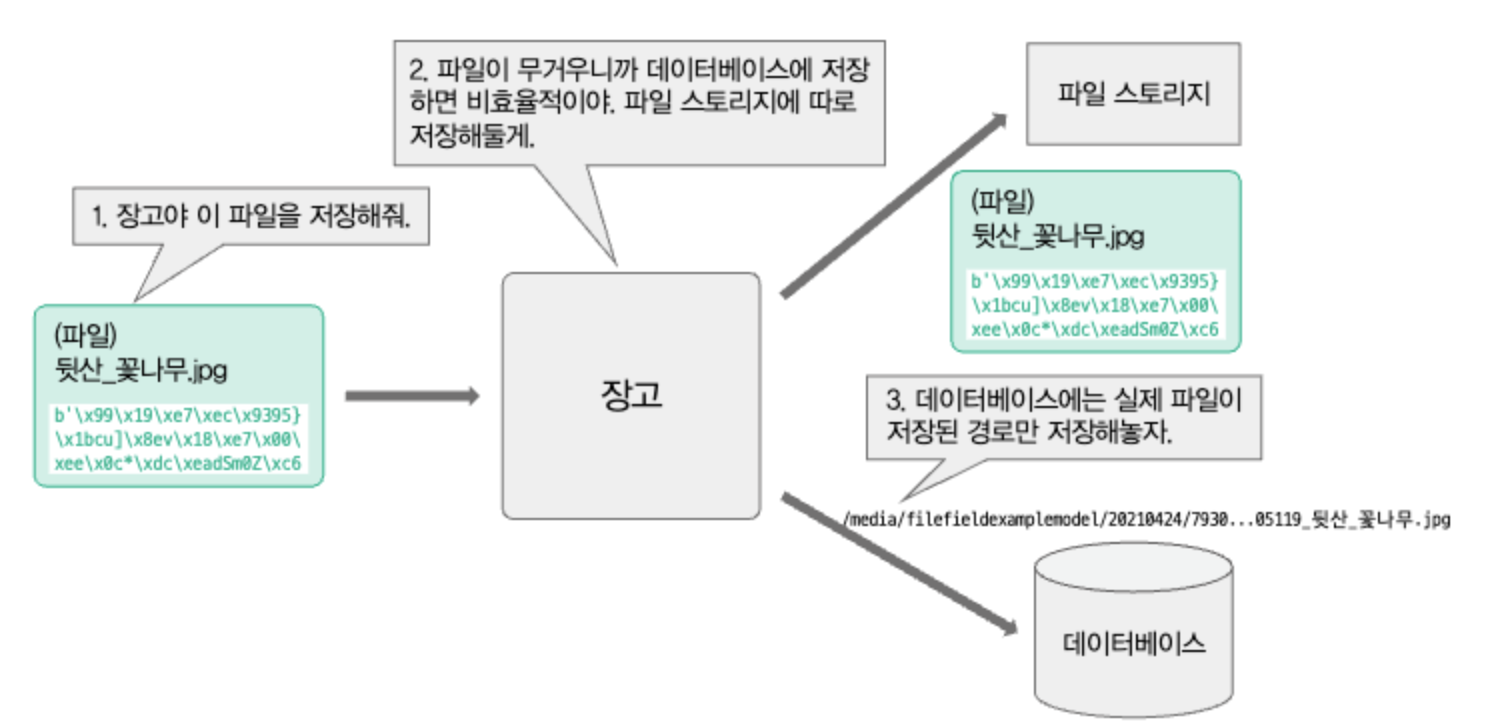 1. 장고야 이 파일을 저장해줘.
(파일)
뒷산_꽃나무.jpg
b'\x99\x19\xe7\xec\x9395}
\x1bcu]\x8ev\x18\xe7\x00\
xee\x0c*\xdc\xeadSm0Z\xc6
2. 파일이 무거우니까 데이터베이스에 저장
하면 비효율적이야. 파일 스토리지에 따로
저장해둘게.
장고
파일 스토리지
(파일)
뒷산_꽃나무.jpg
b'\x99\x19\xe7\xec\x9395}
\x1bcu]\x8ev\x18\xe7\x00\
xee\x0c*\xdc\xeadSm0Z\xc6
3. 데이터베이스에는 실제 파일이
저장된 경로만 저장해놓자.
/media/filefieldexamplemodel/20210424/7930...05119_뒷산_꽃나무.jpg
데이터베이스